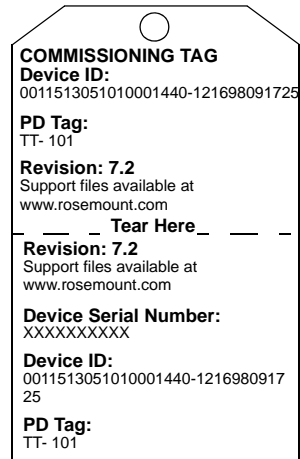 COMMISSIONING TAG
Device ID:
0011513051010001440-121698091725
PD Tag:
TT- 101
Revision: 7.2
Support files available at
www.rosemount.com
Tear Here
Revision: 7.2
Support files available at
www.rosemount.com
Device Serial Number:
XXXXXXXXXX
Device ID:
0011513051010001440-1216980917
25
PD Tag:
TT- 101